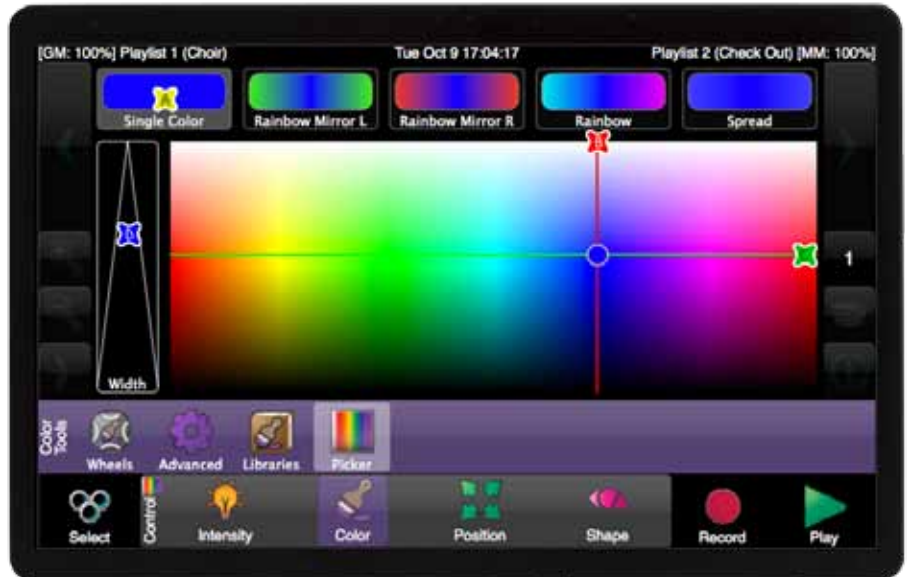 [GM: 100%] Playlist 1 (Choir) Tue Oct 9 17:04:17 Playlist 2 (Check Out) [MM: 100%]
A
Single Color Rainbow Mirror L Rainbow Mirror R Rainbow Spread
B
1
Width
Color Tools
Wheels Advanced Libraries Picker
Control
Select Intensity Color Position Shape Record Play